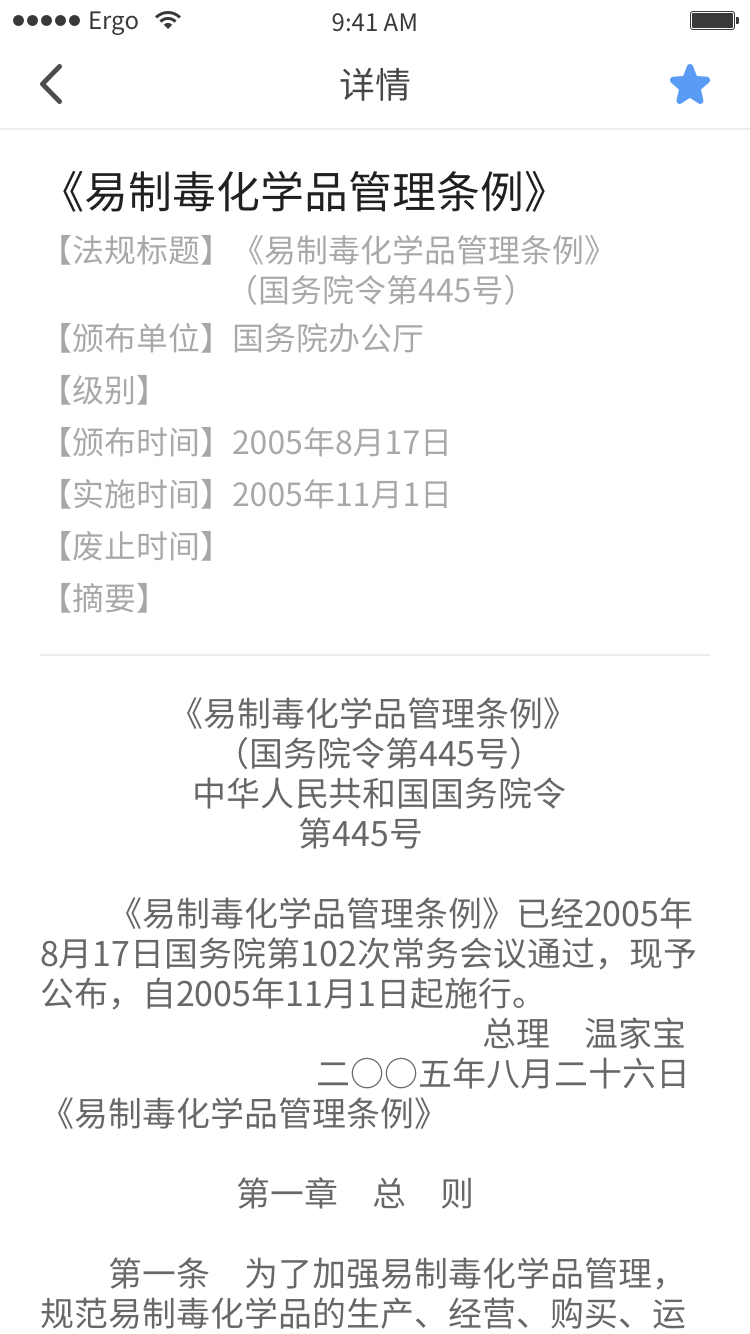 Ergo 9:41 AM
详情
《易制毒化学品管理条例》
【法规标题】《易制毒化学品管理条例》
（国务院令第445号）
【颁布单位】国务院办公厅
【级别】
【颁布时间】2005年8月17日
【实施时间】2005年11月1日
【废止时间】
【摘要】
《易制毒化学品管理条例》
（国务院令第445号）
中华人民共和国国务院令
第445号
《易制毒化学品管理条例》已经2005年
8月17日国务院第102次常务会议通过，现予
公布，自2005年11月1日起施行。
总理　温家宝
二〇〇五年八月二十六日
《易制毒化学品管理条例》
第一章　总　则
第一条　为了加强易制毒化学品管理，
规范易制毒化学品的生产、经营、购买、运